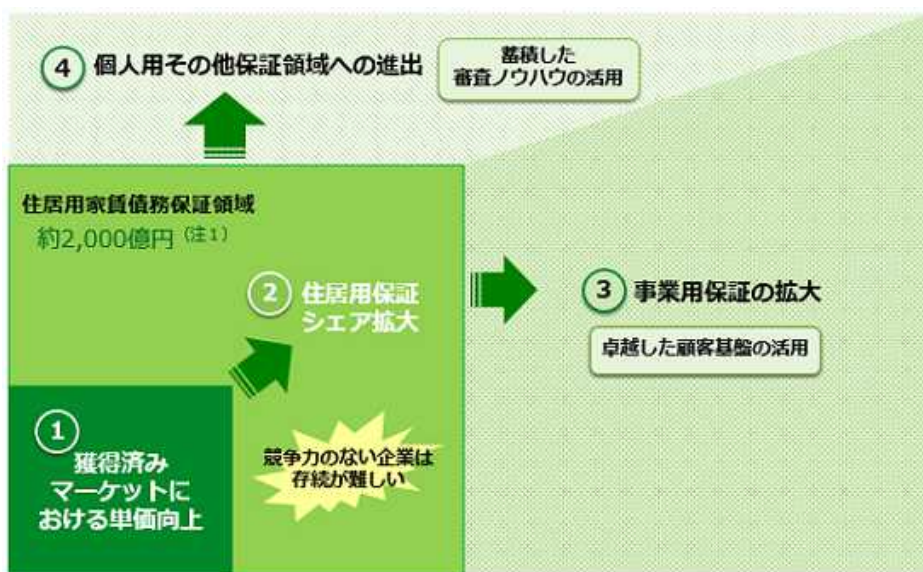 ④ 個人用その他保証領域への進出
蓄積した
審査ノウハウの活用
住居用家賃債務保証領域
約2,000億円（注１）
② 住居用保証
シェア拡大
③ 事業用保証の拡大
卓越した顧客基盤の活用
①
獲得済み
マーケットに
おける単価向上
競争力のない企業は
存続が難しい